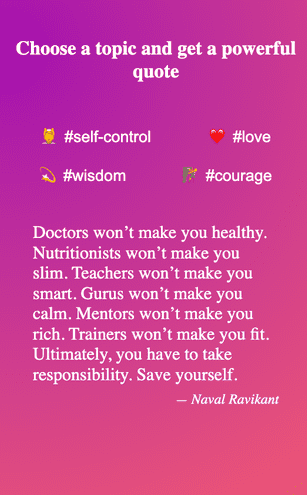 Choose a topic and get a powerful
quote
#self-control
#love
#wisdom
#courage
Doctors won’t make you healthy.
Nutritionists won’t make you
slim. Teachers won’t make you
smart. Gurus won’t make you
calm. Mentors won’t make you
rich. Trainers won’t make you fit.
Ultimately, you have to take
responsibility. Save yourself.
— Naval Ravikant